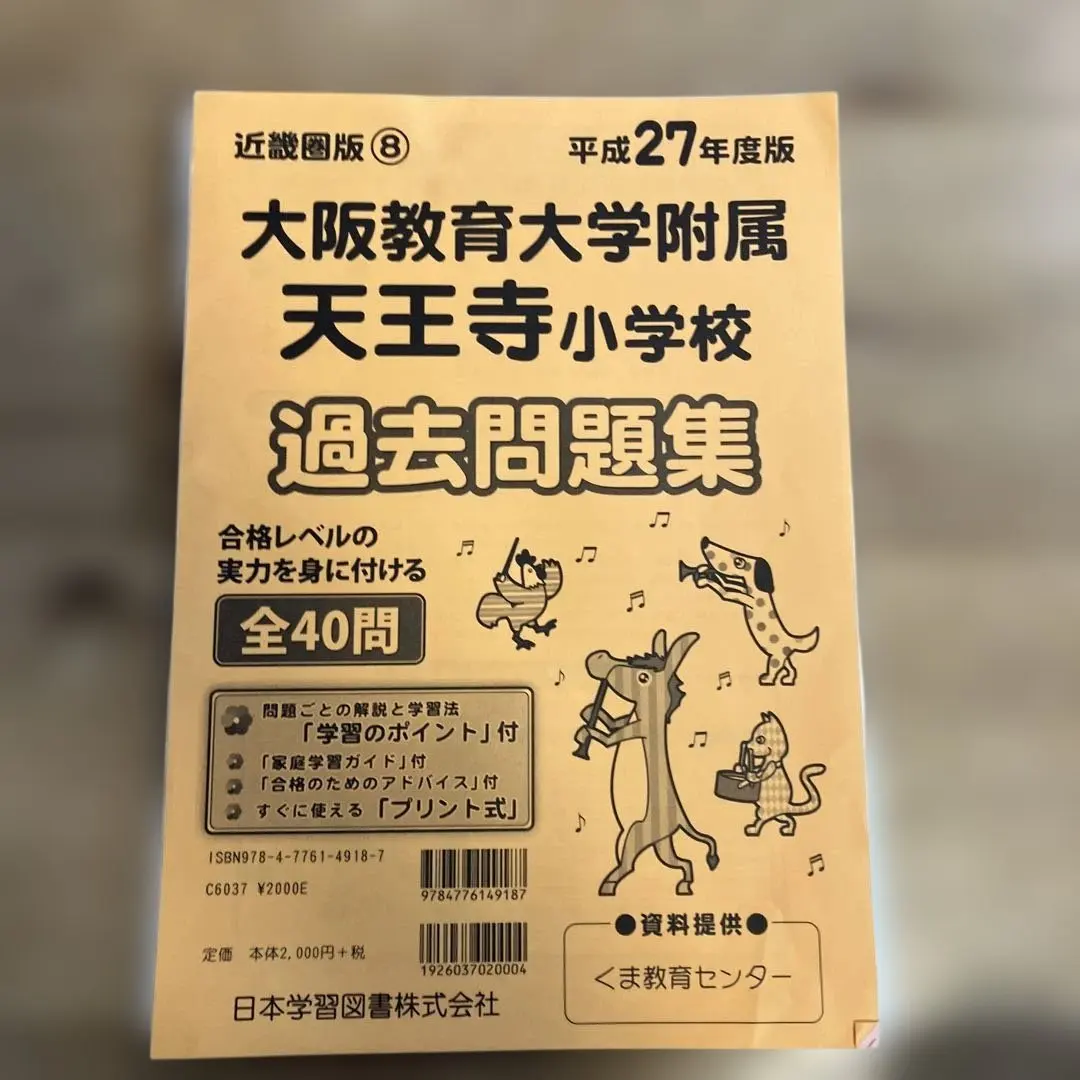 近畿圏版⑧
平成27年度版
大阪教育大学附属
天王寺小学校
過去問題集
合格レベルの
実力を身に付ける
全40問
問題ごとの解説と学習法
「学習のポイント」付
「家庭学習ガイド」付
「合格のためのアドバイス」付
すぐに使える「プリント式」
ISBN978-4-7761-4918-7
C6037 ¥2000E
9784776149187
定価 本体2,000円+税
1926037020004
日本学習図書株式会社
●資料提供●
くま教育センター